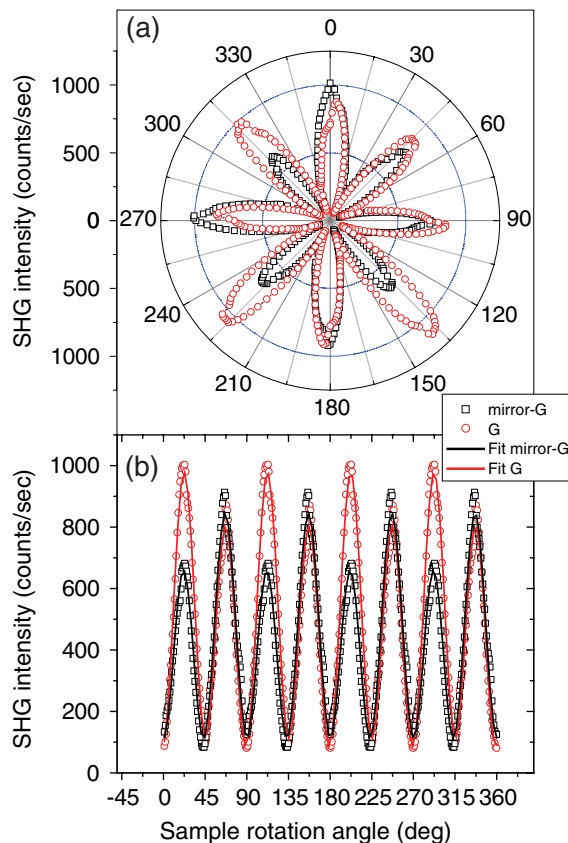 (a)
0
330
30
300
60
270
90
240
120
210
150
180
1000
500
0
500
1000
SHG intensity (counts/sec)
mirror-G
G
Fit mirror-G
Fit G
(b)
1000
800
600
400
200
0
SHG intensity (counts/sec)
-45 0 45 90 135 180 225 270 315 360
Sample rotation angle (deg)